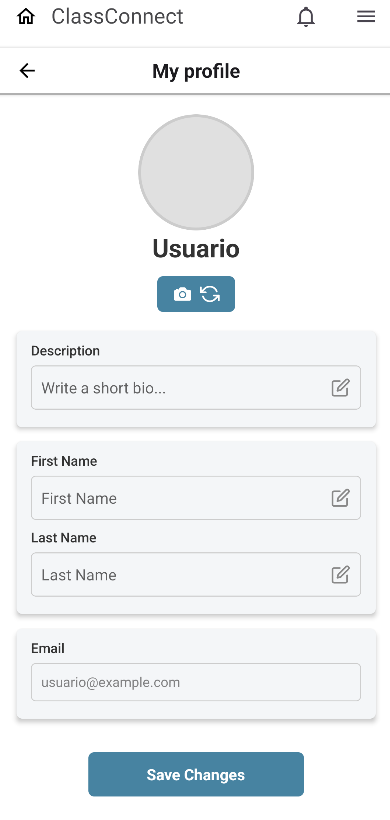 ClassConnect
My profile
Usuario
Description
Write a short bio...
First Name
First Name
Last Name
Last Name
Email
usuario@example.com
Save Changes